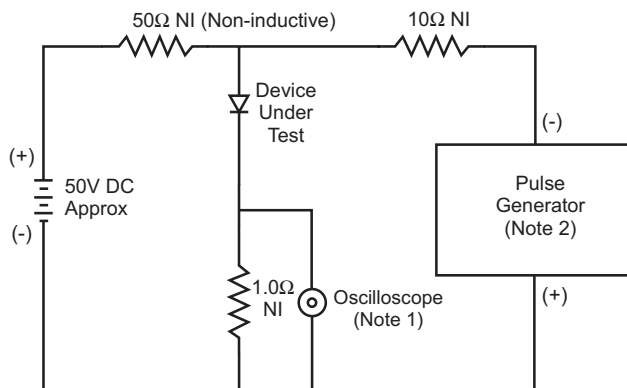 50Ω NI (Non-inductive)
10Ω NI
Device
Under
Test
(+)
50V DC
Approx
(-)
(-)
Pulse
Generator
(Note 2)
(+)
1.0Ω
NI
Oscilloscope
(Note 1)